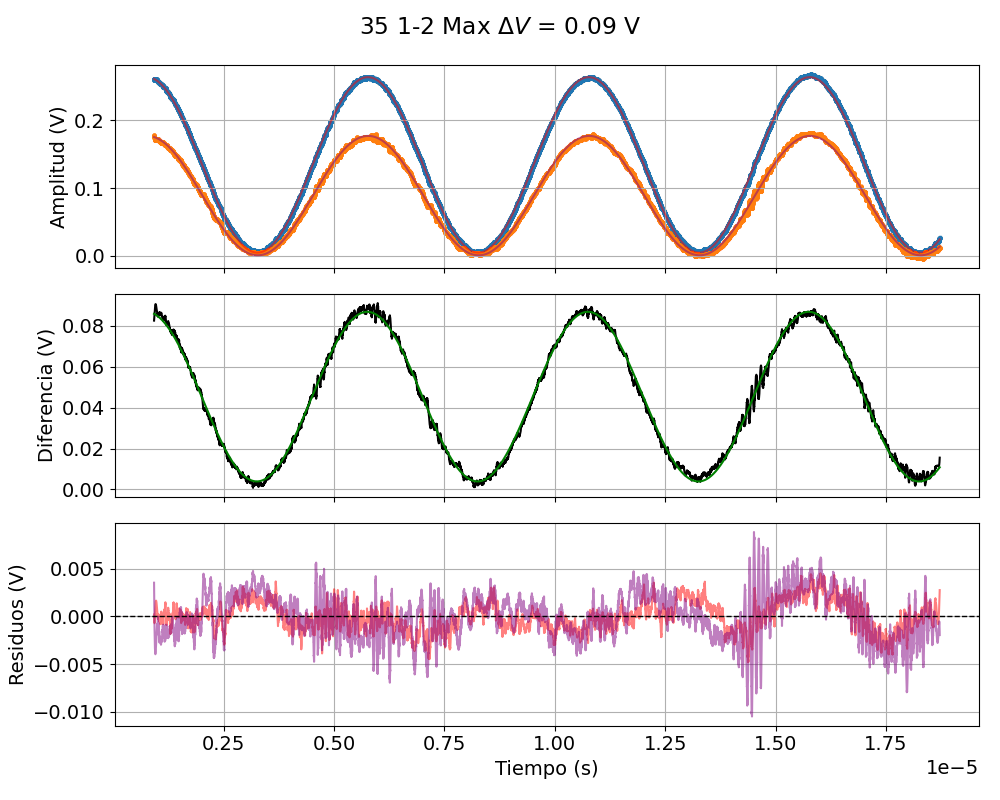 35 1-2 Max ΔV = 0.09 V
Amplitud (V)
0.2
0.1
0.0
Diferencia (V)
0.08
0.06
0.04
0.02
0.00
Residuos (V)
0.005
0.000
−0.005
−0.010
0.25 0.50 0.75 1.00 1.25 1.50 1.75
Tiempo (s)
1e−5